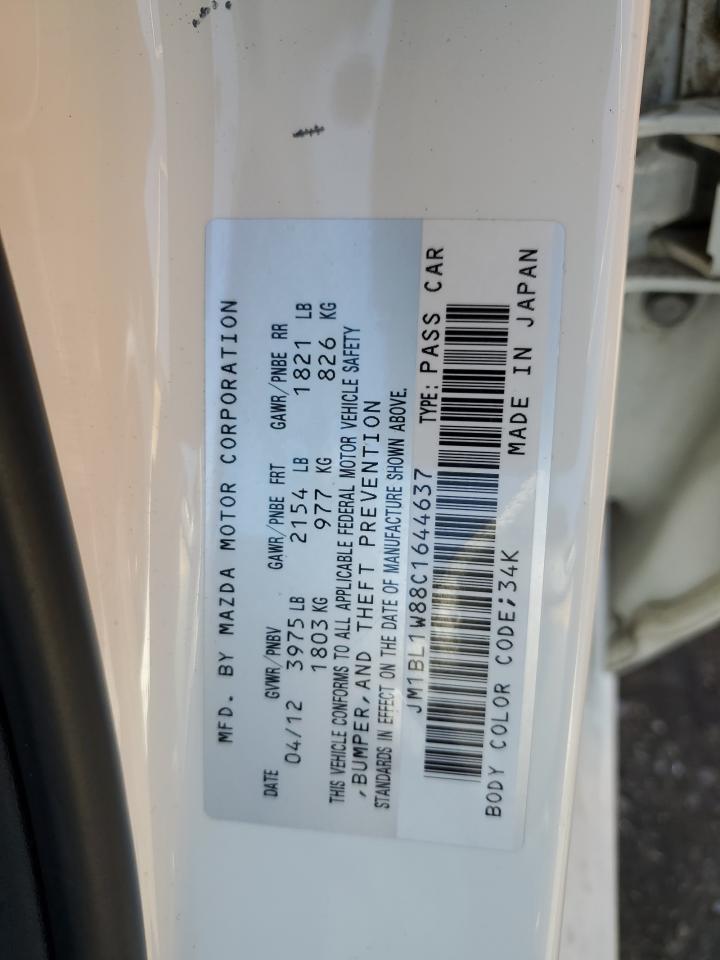 MFD. BY MAZDA MOTOR CORPORATION
DATE GVWR/PNBV GAWR/PNBE FRT GAWR/PNBE RR
04/12 3975 LB 2154 LB 1821 LB
1803 KG 977 KG 826 KG
THIS VEHICLE CONFORMS TO ALL APPLICABLE FEDERAL MOTOR VEHICLE SAFETY
,BUMPER,AND THEFT PREVENTION
STANDARDS IN EFFECT ON THE DATE OF MANUFACTURE SHOWN ABOVE.
JM1BL1W88C1644637 TYPE: PASS CAR
BODY COLOR CODE;34K MADE IN JAPAN